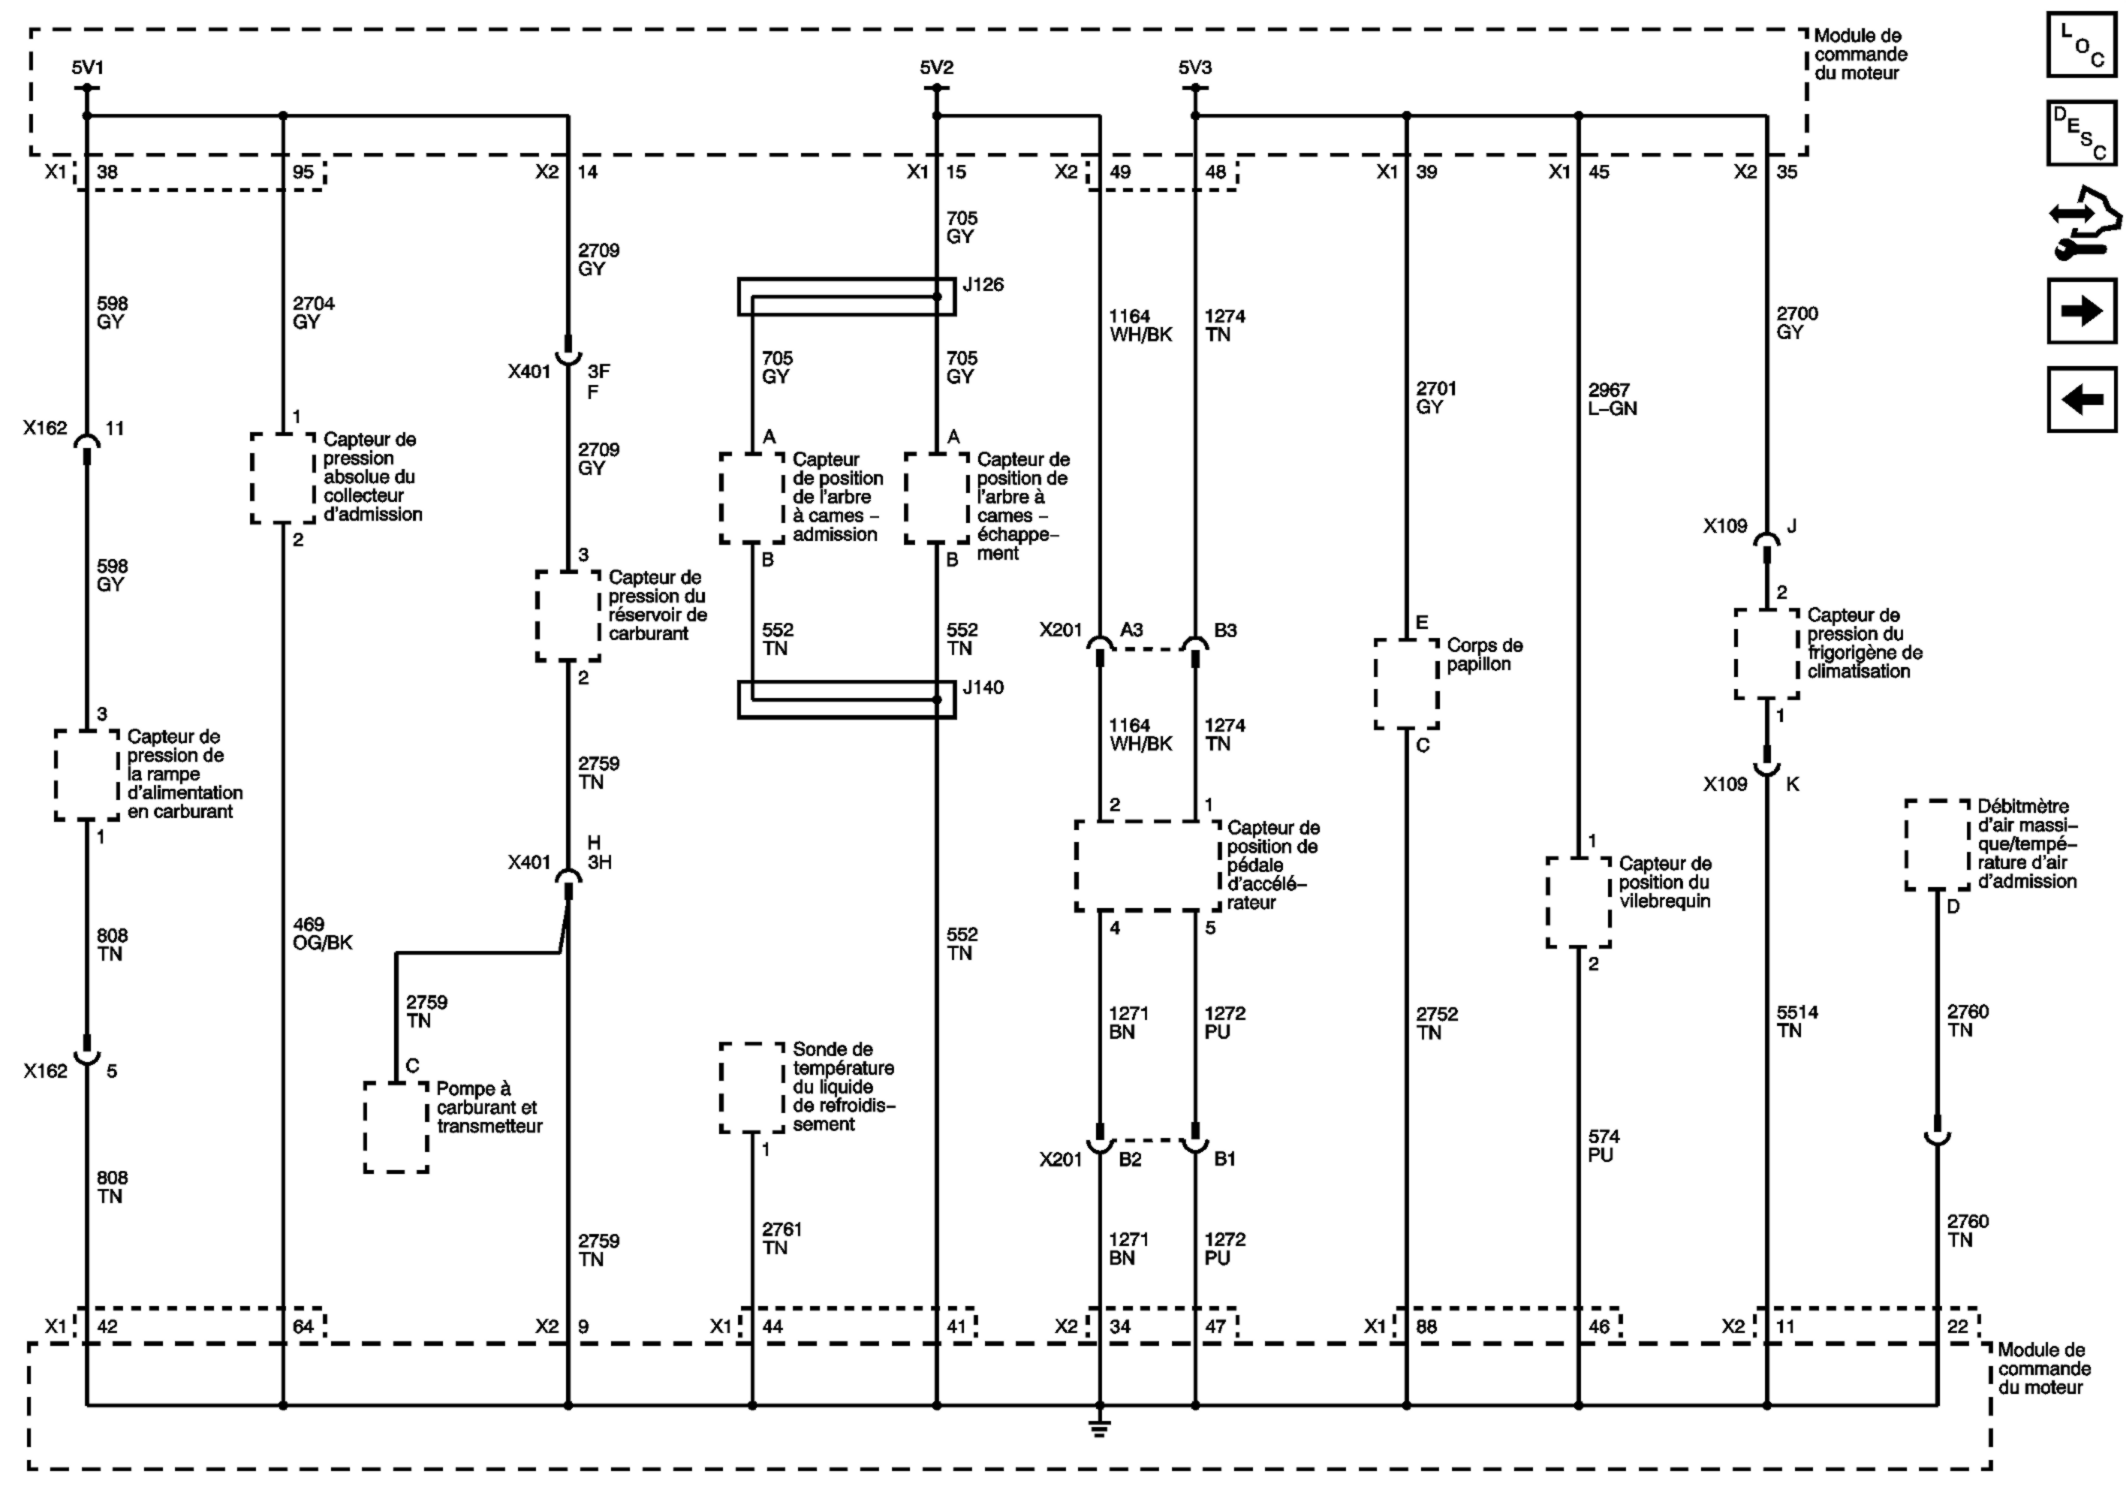 Module de
commande
du moteur
L
O
C
D
E
S
C
5V1
5V2
5V3
X1 38 95
X2 14
X1 15
X2 49 48
X1 39
X1 45
X2 35
705
GY
2709
GY
598
GY
2704
GY
J126
1164
WH/BK
1274
TN
2700
GY
X401 3F
F
705
GY
705
GY
2701
GY
2967
L-GN
X162 11
1
Capteur de
pression
absolue du
collecteur
d'admission
2
2709
GY
A
Capteur
de position
de l'arbre
à cames –
admission
B
A
Capteur de
position de
l'arbre à
cames –
échappe–
ment
B
X109 J
598
GY
3
Capteur de
pression du
réservoir de
carburant
2
2
Capteur de
pression du
frigorigène de
climatisation
1
552
TN
552
TN
X201 A3 B3
E
Corps de
papillon
C
J140
3
Capteur de
pression de
la rampe
d'alimentation
en carburant
1
2759
TN
1164
WH/BK
1274
TN
X109 K
2 1
Capteur de
position de
pédale
d'accélé–
rateur
4 5
1
Capteur de
position du
vilebrequin
2
Débitmètre
d'air massi–
que/tempé–
rature d'air
d'admission
D
H
X401 3H
808
TN
469
OG/BK
552
TN
2759
TN
1271
BN
1272
PU
2752
TN
5514
TN
2760
TN
X162 5
C
Pompe à
carburant et
transmetteur
Sonde de
température
du liquide
de refroidis–
sement
1
574
PU
X201 B2 B1
808
TN
2759
TN
2761
TN
1271
BN
1272
PU
2760
TN
X1 42 64
X2 9
X1 44 41
X2 34 47
X1 88 46
X2 11 22
Module de
commande
du moteur